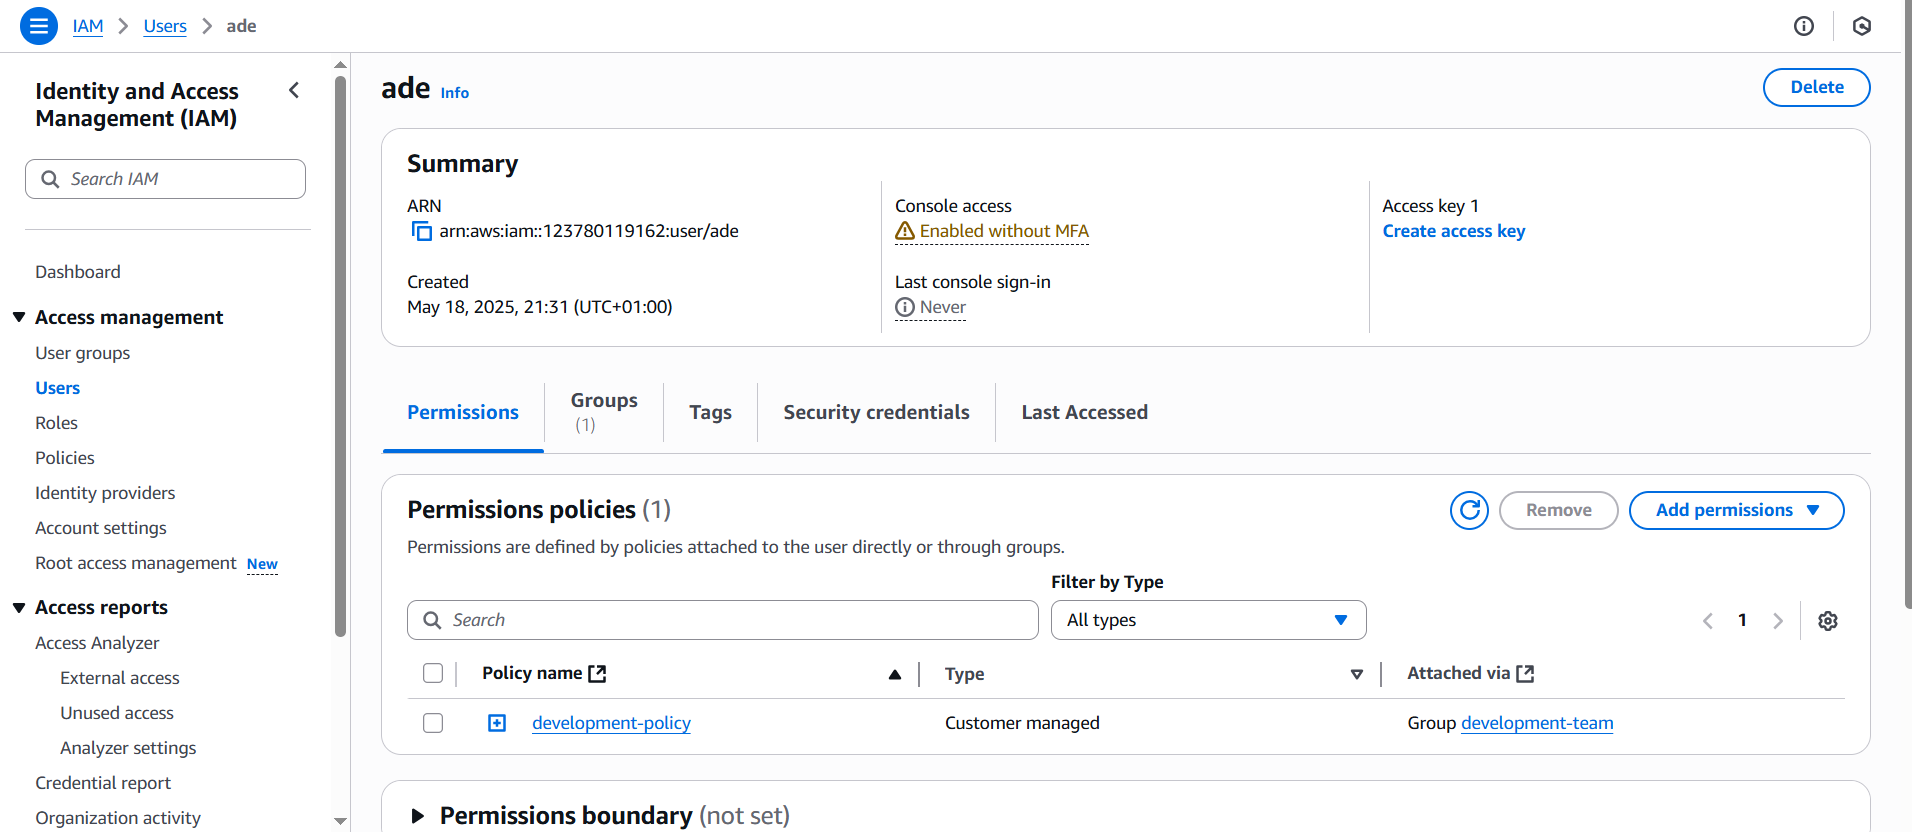 IAM > Users > ade
Identity and Access
Management (IAM)
Search IAM
Dashboard
Access management
User groups
Users
Roles
Policies
Identity providers
Account settings
Root access management New
Access reports
Access Analyzer
External access
Unused access
Analyzer settings
Credential report
Organization activity
ade Info
Delete
Summary
ARN
arn:aws:iam::123780119162:user/ade
Created
May 18, 2025, 21:31 (UTC+01:00)
Console access
Enabled without MFA
Last console sign-in
Never
Access key 1
Create access key
Permissions
Groups
(1)
Tags
Security credentials
Last Accessed
Permissions policies (1)
Remove
Add permissions
Permissions are defined by policies attached to the user directly or through groups.
Filter by Type
Search
All types
1
Policy name
Type
Attached via
development-policy
Customer managed
Group development-team
Permissions boundary (not set)